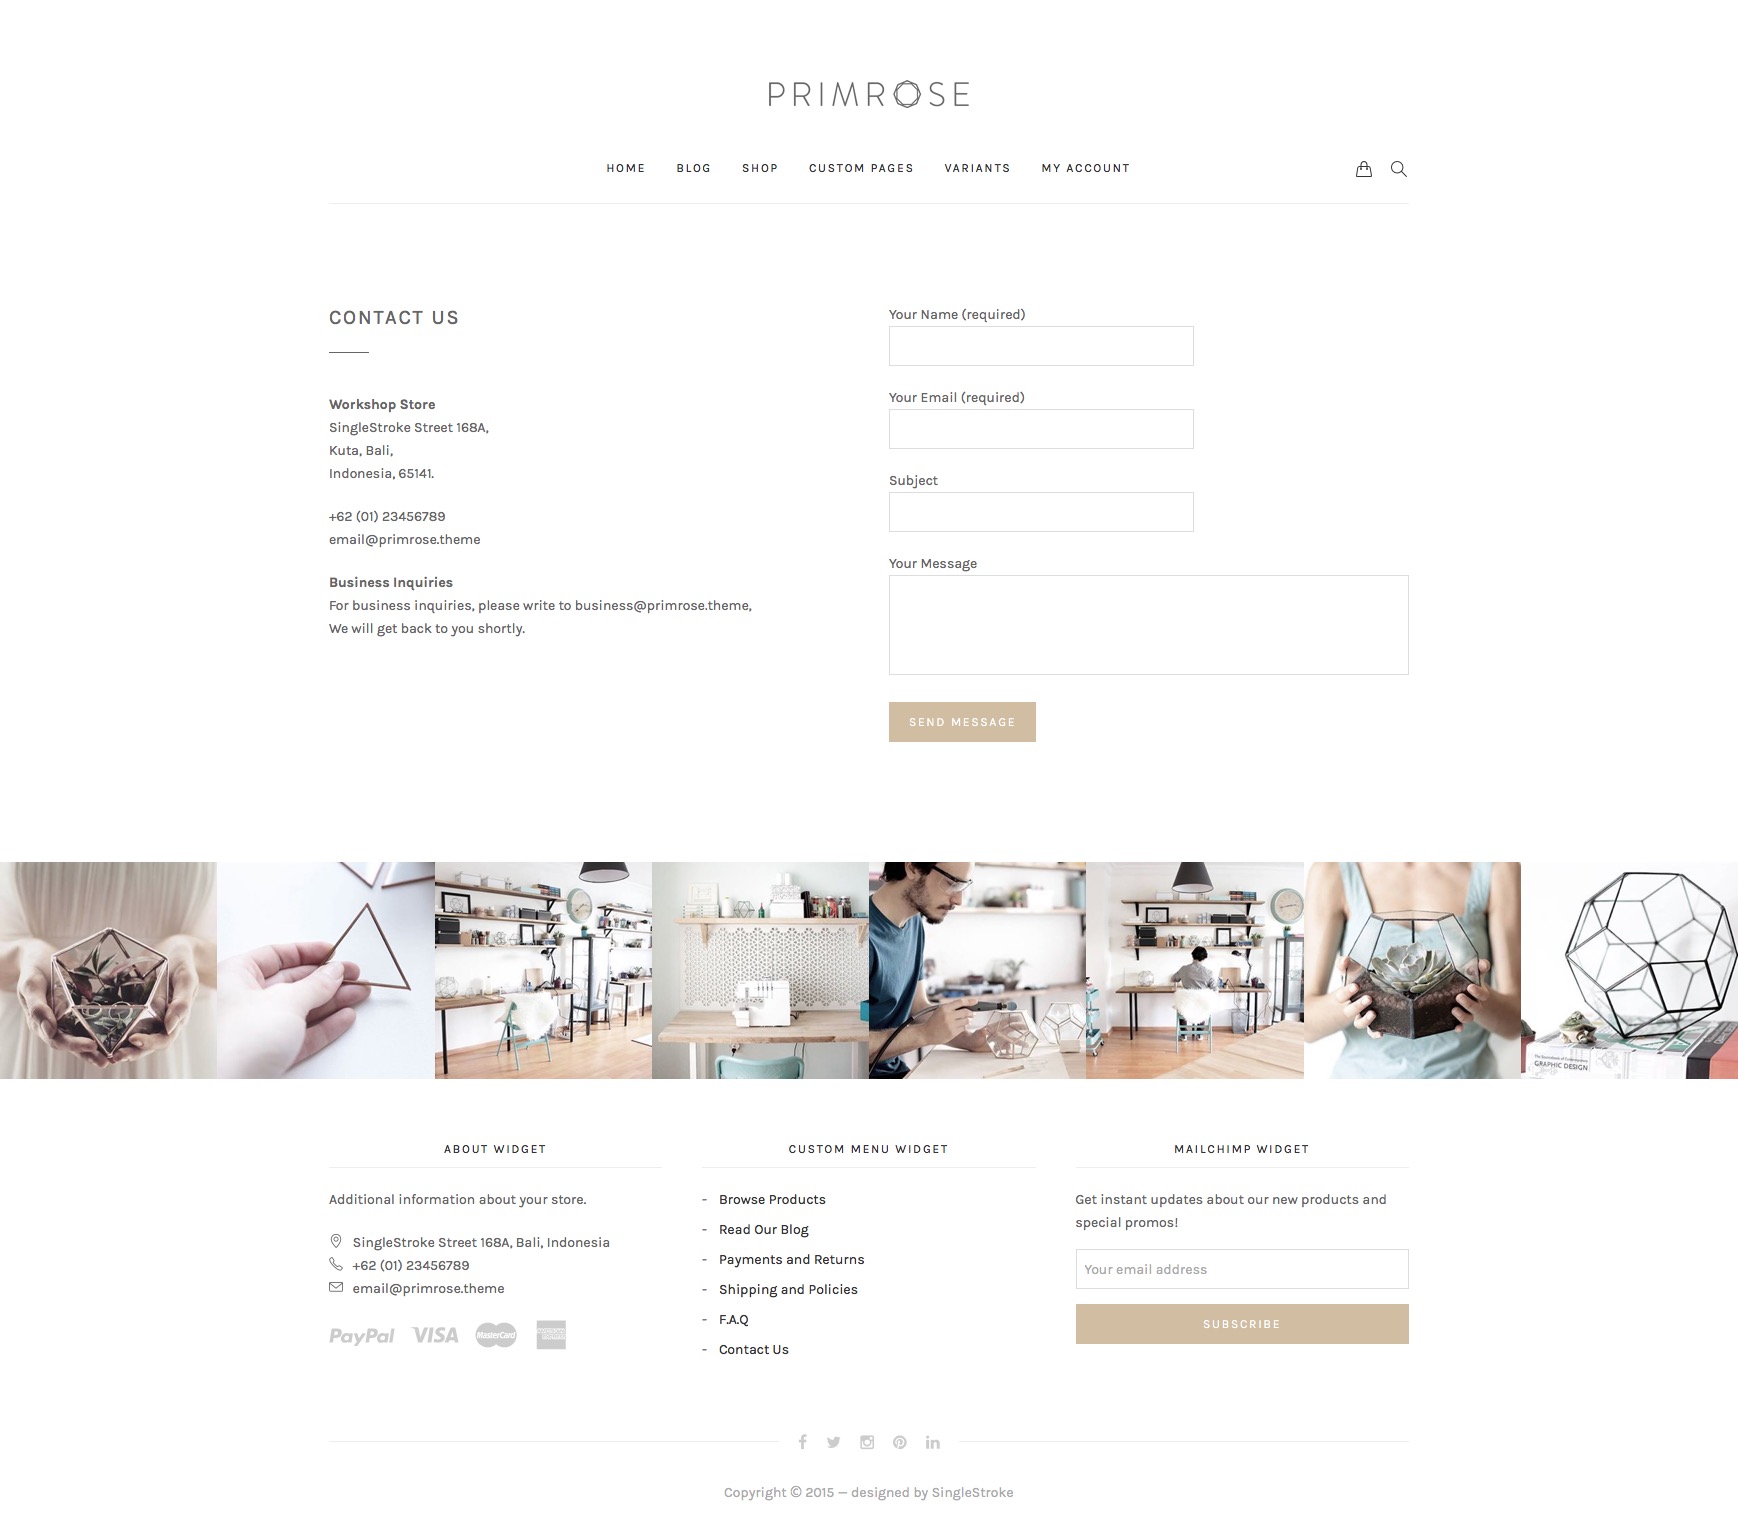 PRIMROSE
HOME BLOG SHOP CUSTOM PAGES VARIANTS MY ACCOUNT
CONTACT US
Workshop Store
SingleStroke Street 168A,
Kuta, Bali,
Indonesia, 65141.
+62 (01) 23456789
email@primrose.theme
Business Inquiries
For business inquiries, please write to business@primrose.theme,
We will get back to you shortly.
Your Name (required)
Your Email (required)
Subject
Your Message
SEND MESSAGE
GRAPHIC DESIGN
ABOUT WIDGET
Additional information about your store.
SingleStroke Street 168A, Bali, Indonesia
+62 (01) 23456789
email@primrose.theme
PayPal VISA MasterCard
CUSTOM MENU WIDGET
- Browse Products
- Read Our Blog
- Payments and Returns
- Shipping and Policies
- F.A.Q
- Contact Us
MAILCHIMP WIDGET
Get instant updates about our new products and
special promos!
Your email address
SUBSCRIBE
Copyright © 2015 — designed by SingleStroke